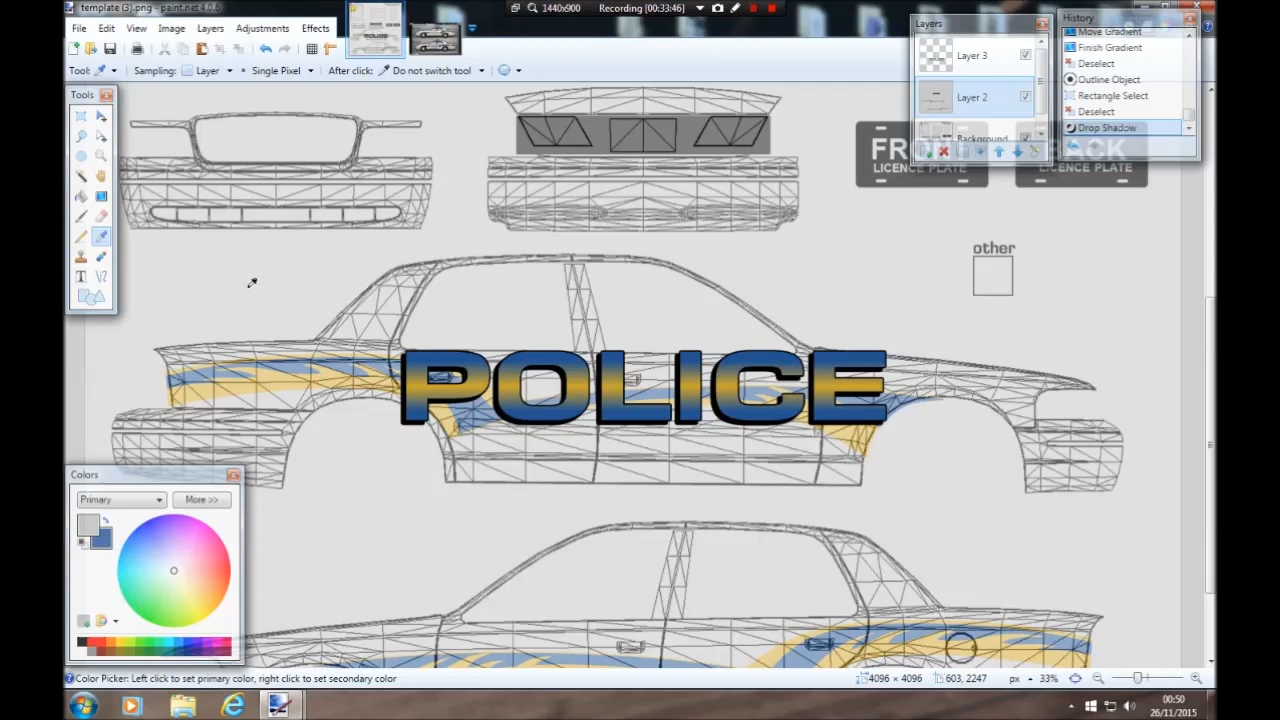 template (3).png - paint.net 4.0.6
1440x900
Recording [00:33:46]
File Edit View Image Layers Adjustments Effects
Tool: Sampling: Layer Single Pixel After click: Do not switch tool
Tools
Layers
Layer 3
Layer 2
Background
History
Move Gradient
Finish Gradient
Deselect
Outline Object
Rectangle Select
Deselect
Drop Shadow
LICENCE PLATE
BACK
LICENCE PLATE
other
POLICE
Colors
Primary
More >>
Color Picker: Left click to set primary color, right click to set secondary color
4096 × 4096
603, 2247
px
33%
00:50
26/11/2015